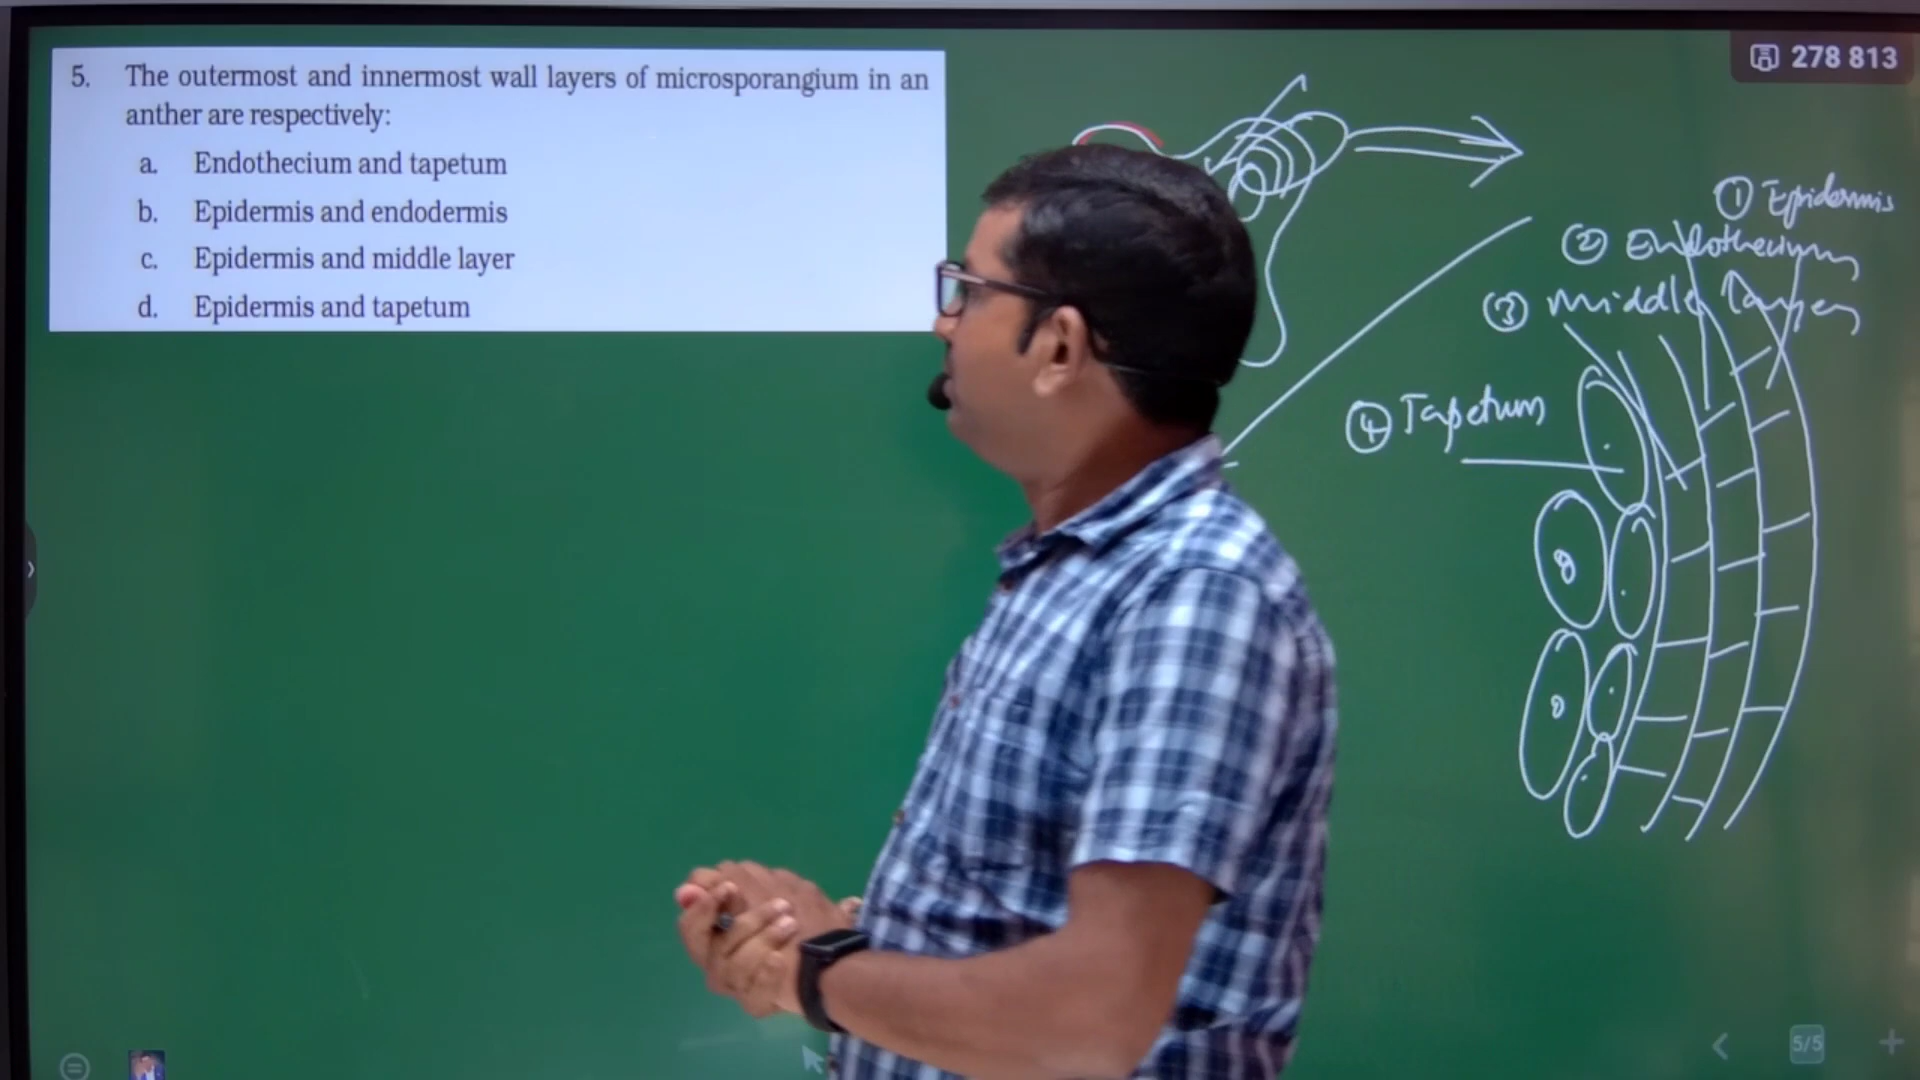 278 813
5. The outermost and innermost wall layers of microsporangium in an
anther are respectively:
a. Endothecium and tapetum
b. Epidermis and endodermis
c. Epidermis and middle layer
d. Epidermis and tapetum
① Epidermis
② Endothecium
③ Middle layer
④ Tapetum
5/5